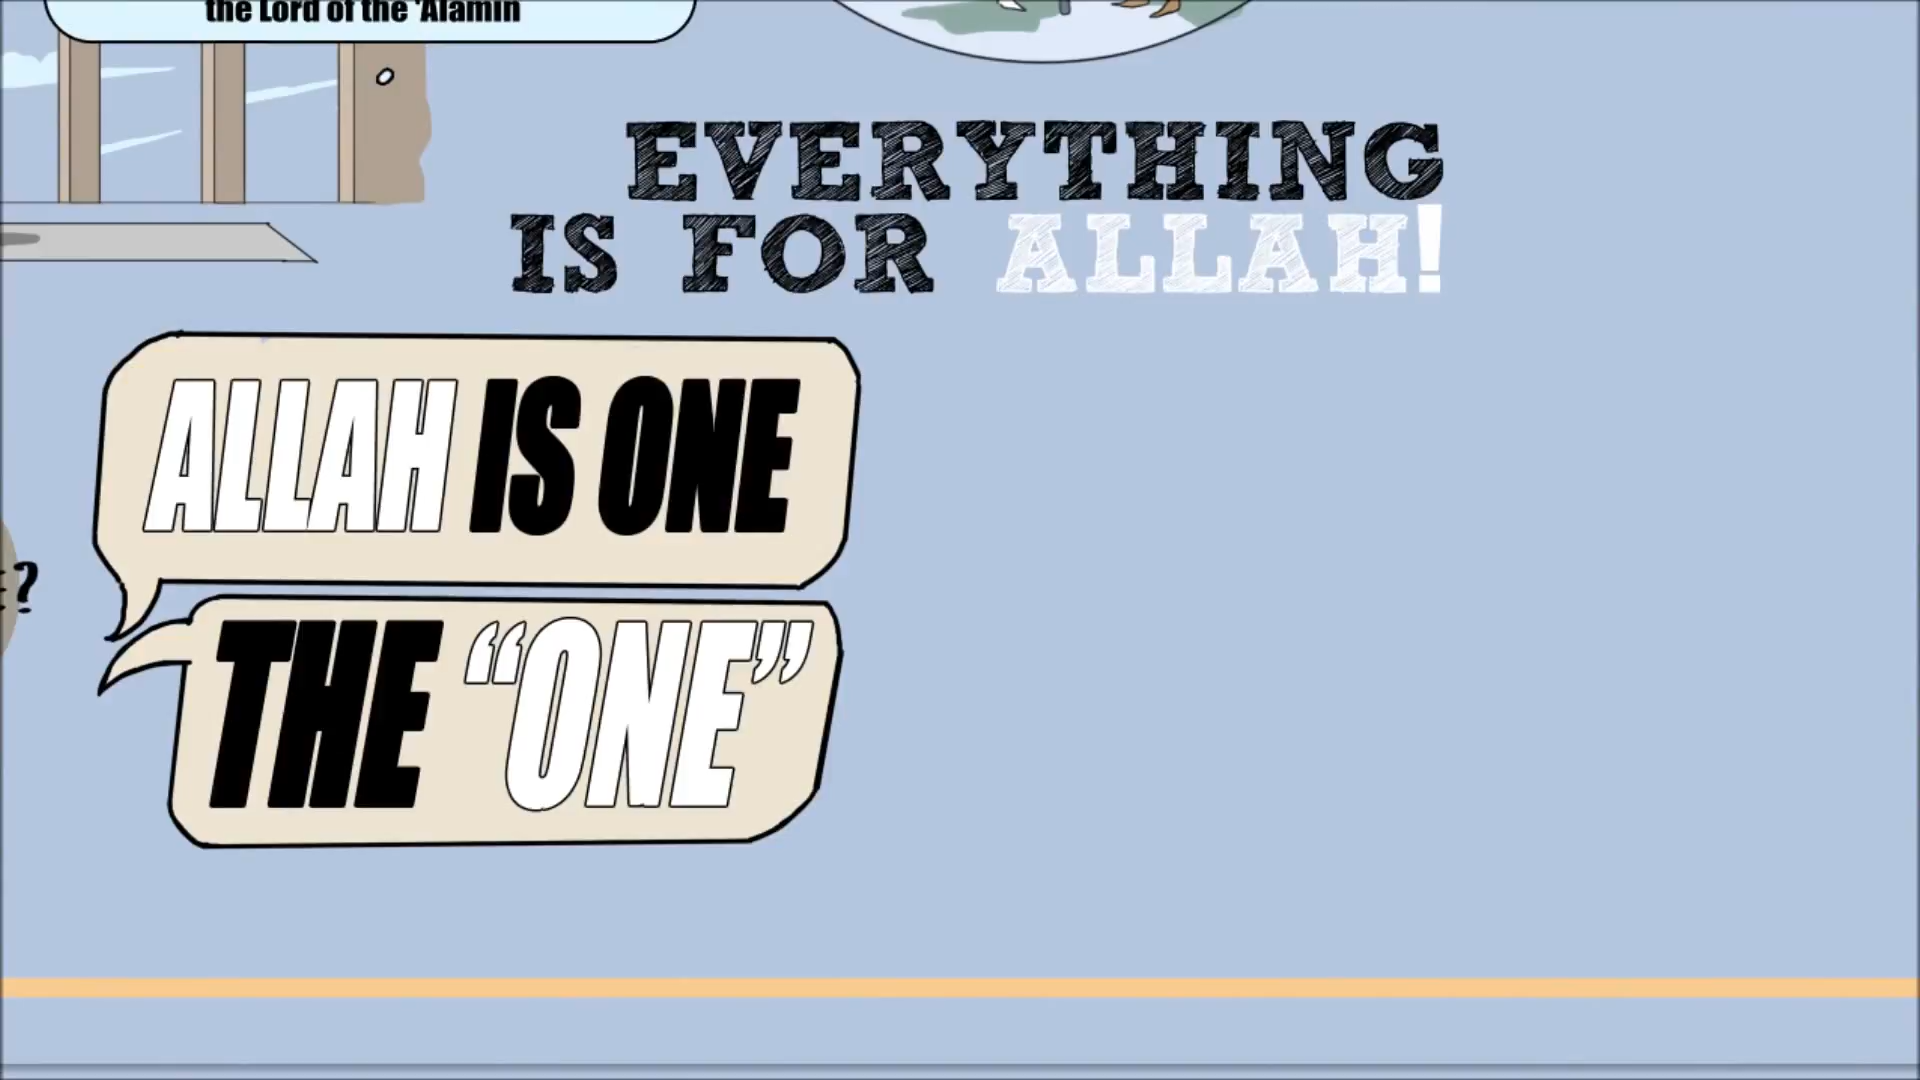 the Lord of the 'Alamin
EVERYTHING
IS FOR ALLAH!
ALLAH IS ONE
?
THE “ONE”